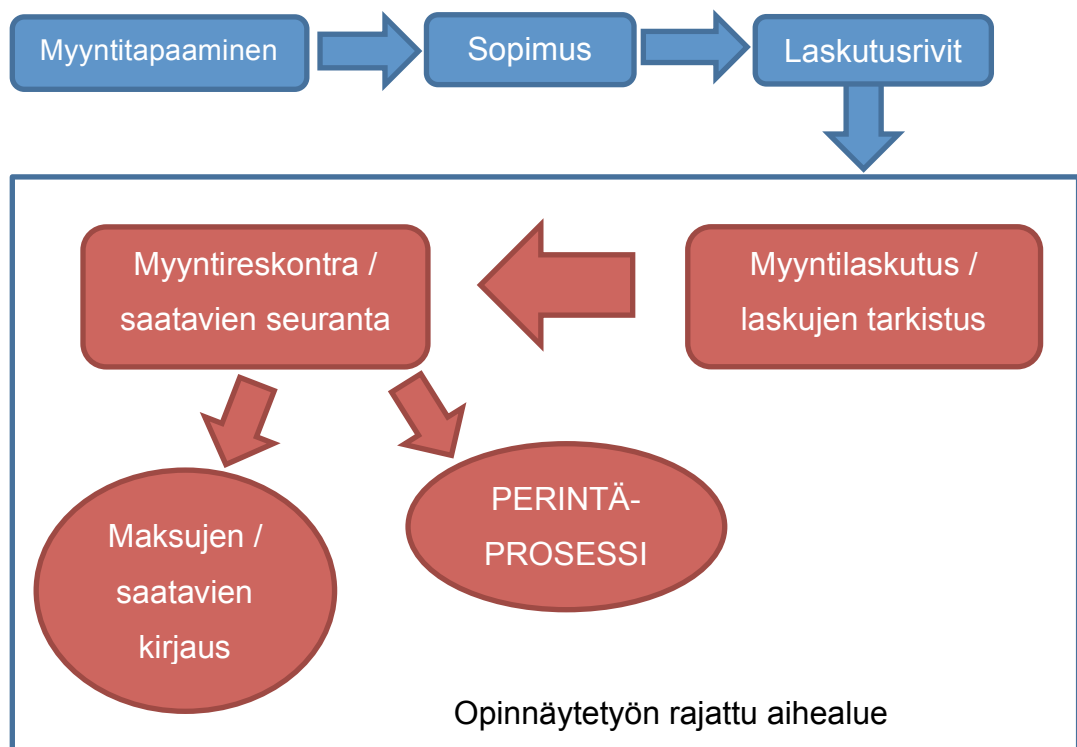 Myyntitapaaminen
Sopimus
Laskutusrivit
Myyntireskontra /
saatavien seuranta
Myyntilaskutus /
laskujen tarkistus
Maksujen /
saatavien
kirjaus
PERINTÄ-
PROSESSI
Opinnäytetyön rajattu aihealue